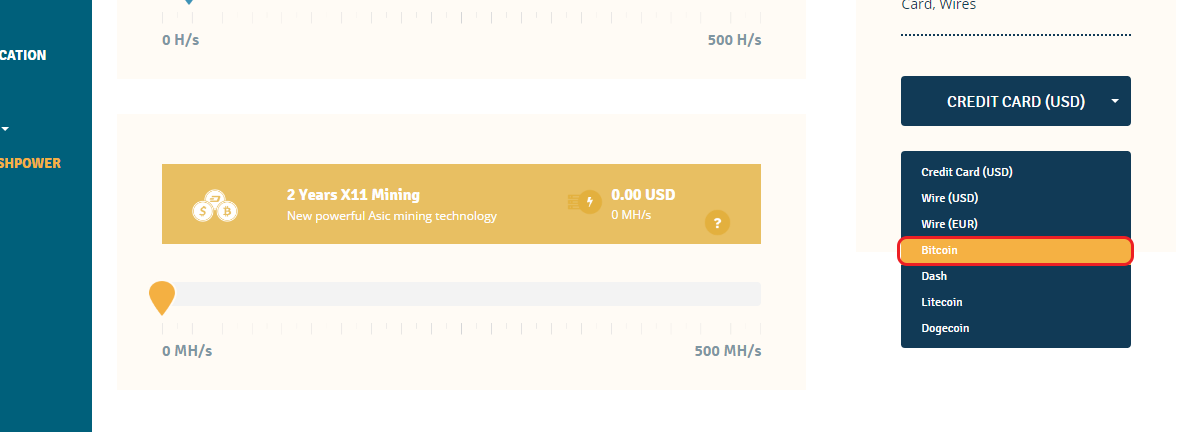 Card, Wires
0 H/s
500 H/s
CATION
CREDIT CARD (USD)
SHPOWER
2 Years X11 Mining
New powerful Asic mining technology
0.00 USD
0 MH/s
?
Credit Card (USD)
Wire (USD)
Wire (EUR)
Bitcoin
Dash
Litecoin
Dogecoin
0 MH/s
500 MH/s